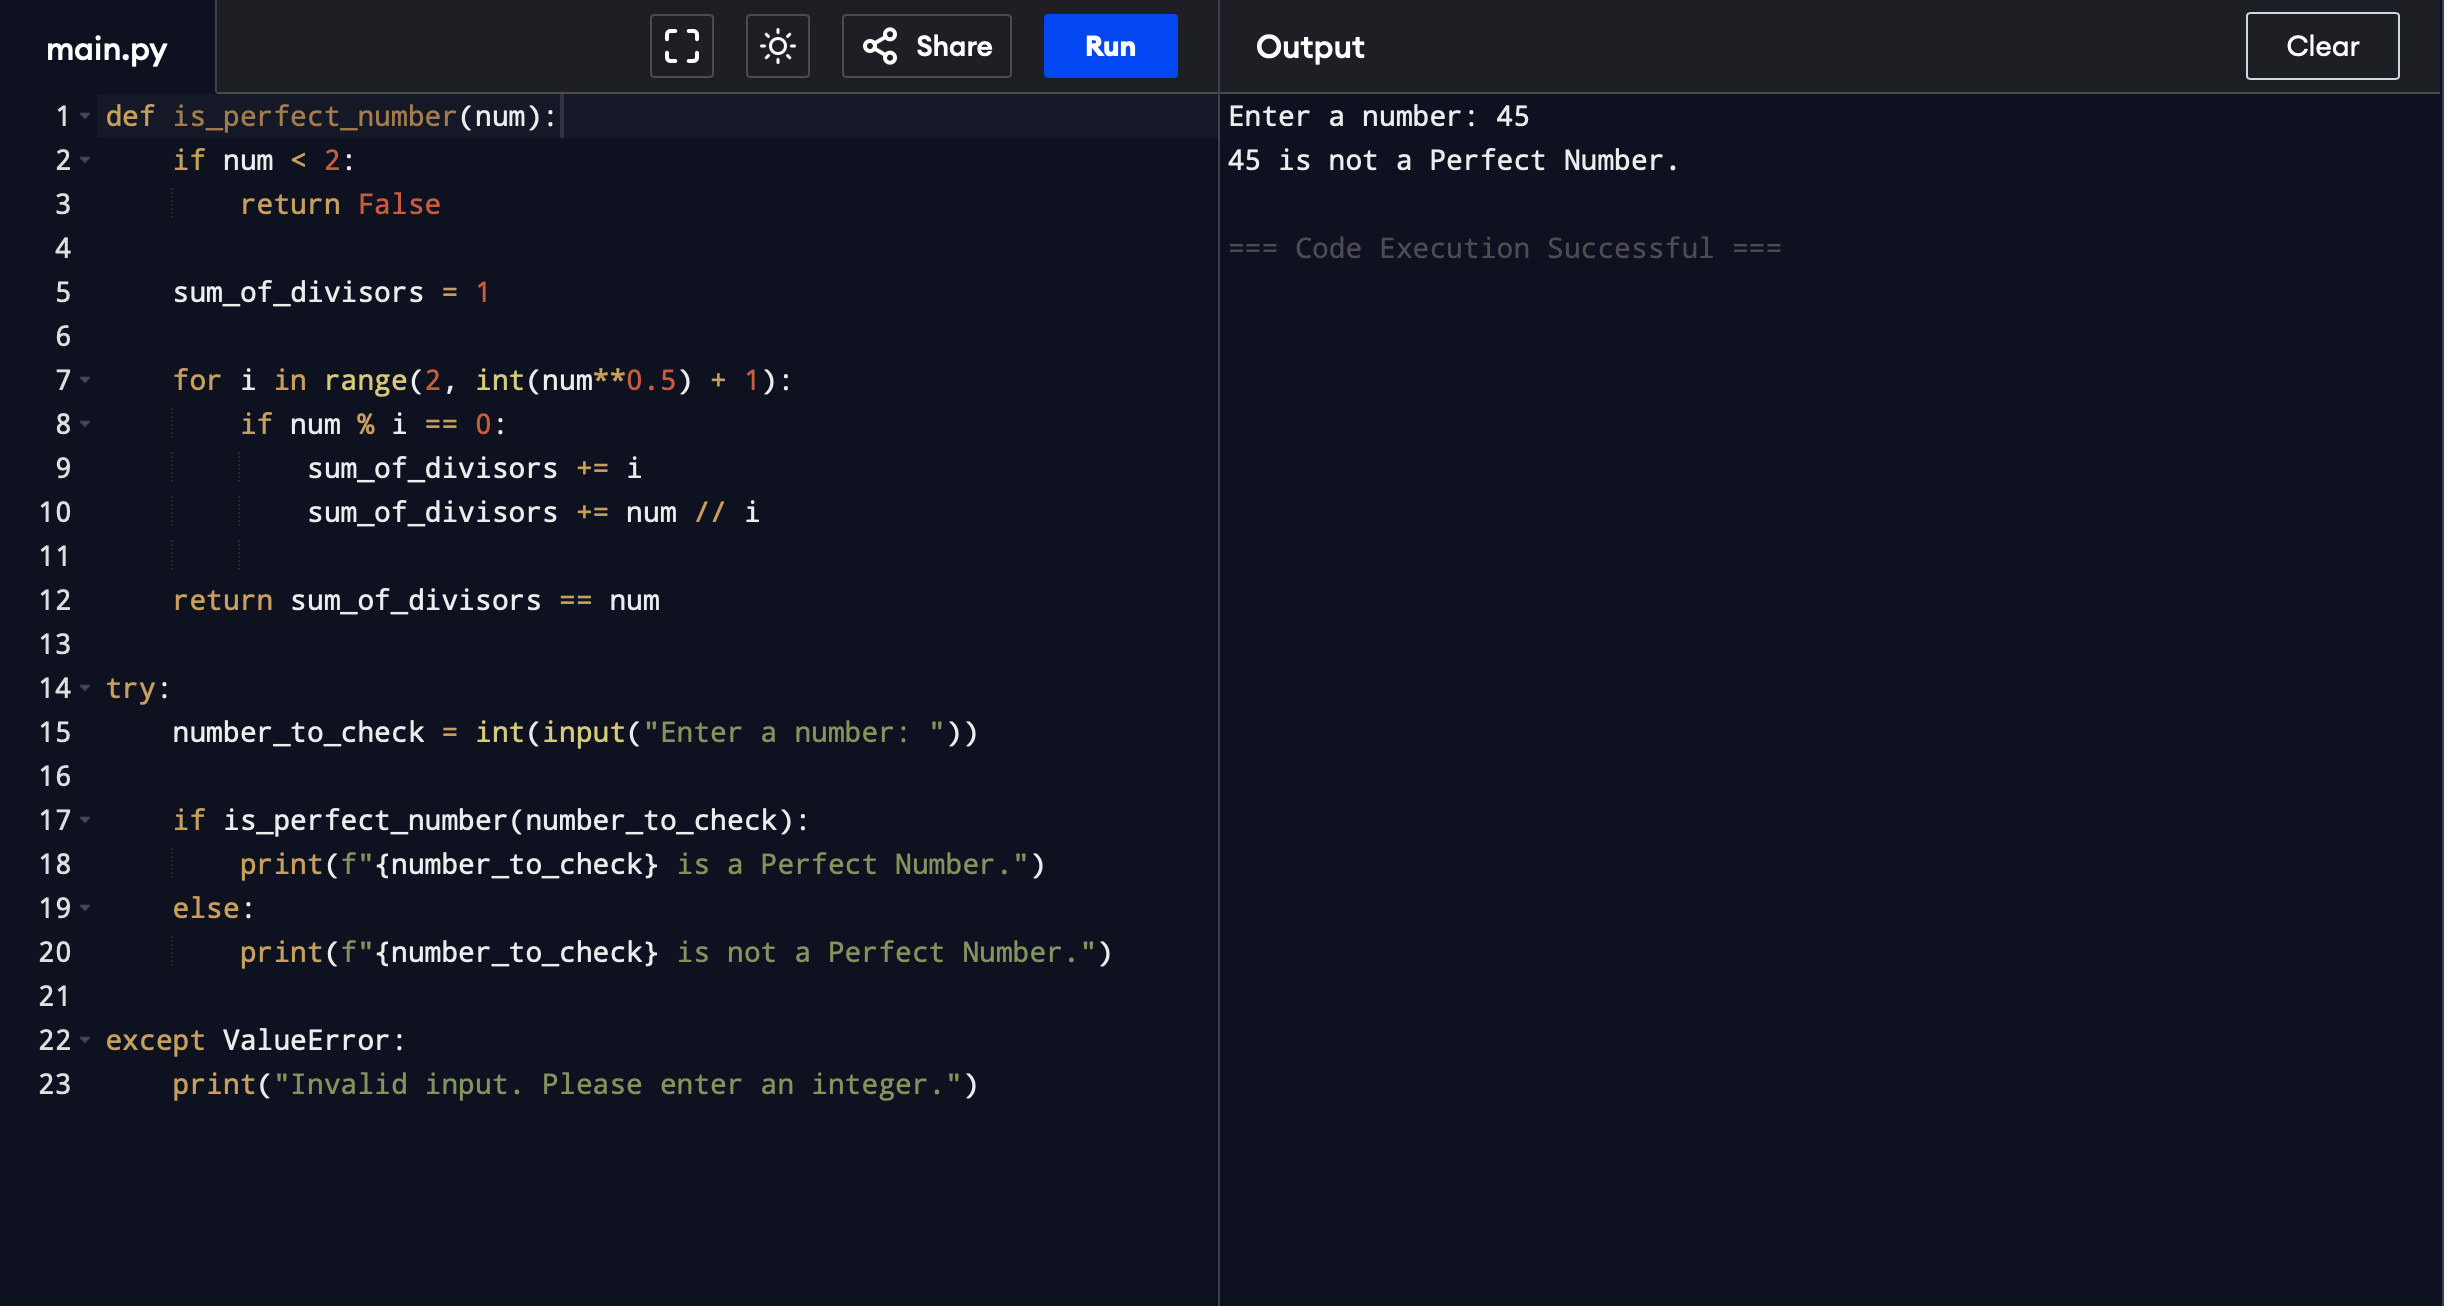 main.py
Share
Run
Output
Clear
1 def is_perfect_number(num):
2     if num < 2:
3         return False
4
5     sum_of_divisors = 1
6
7     for i in range(2, int(num**0.5) + 1):
8         if num % i == 0:
9             sum_of_divisors += i
10             sum_of_divisors += num // i
11
12     return sum_of_divisors == num
13
14 try:
15     number_to_check = int(input("Enter a number: "))
16
17     if is_perfect_number(number_to_check):
18         print(f"{number_to_check} is a Perfect Number.")
19     else:
20         print(f"{number_to_check} is not a Perfect Number.")
21
22 except ValueError:
23     print("Invalid input. Please enter an integer.")
Enter a number: 45
45 is not a Perfect Number.
=== Code Execution Successful ===